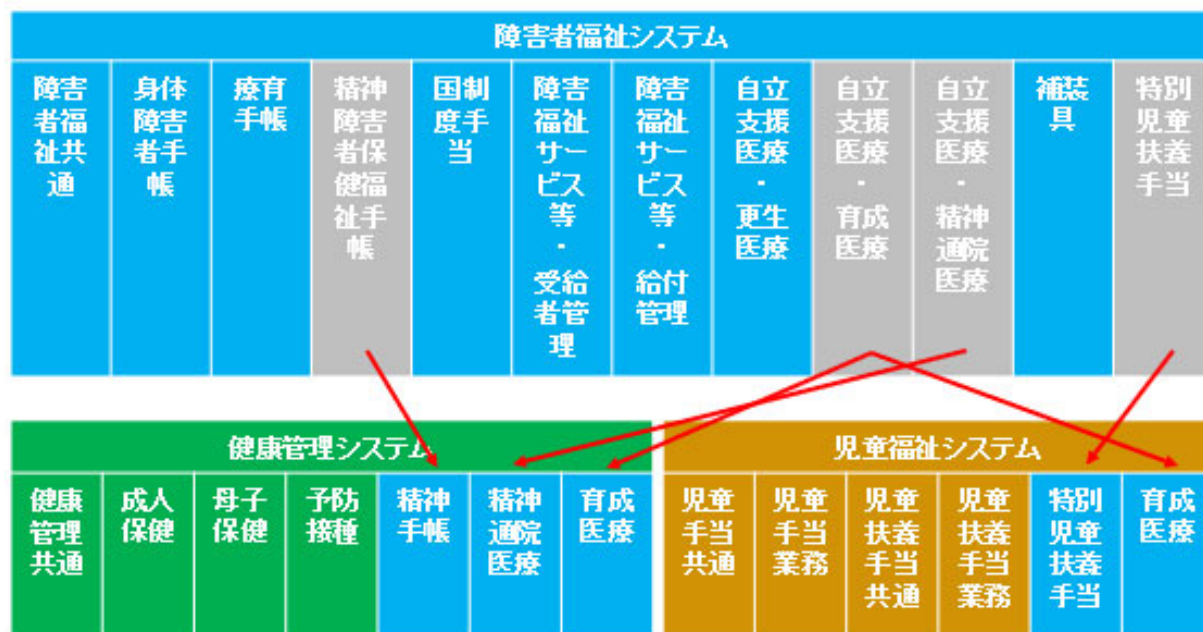 障害者福祉システム
障害
者福
祉共
通
身体
障害
者手
帳
療育
手帳
精神
障害
者保
健福
祉手
帳
国制
度手
当
障害
福祉
サー
ビス
等
・
受給
者管
理
障害
福祉
サー
ビス
等
・
給付
管理
自立
支援
医療
・
更生
医療
自立
支援
医療
・
育成
医療
自立
支援
医療
・
精神
通院
医療
補装
具
特別
児童
扶養
手当
健康管理システム
健康
管理
共通
成人
保健
母子
保健
予防
接種
精神
手帳
精神
通院
医療
育成
医療
児童福祉システム
児童
手当
共通
児童
手当
業務
児童
扶養
手当
共通
児童
扶養
手当
業務
特別
児童
扶養
手当
育成
医療